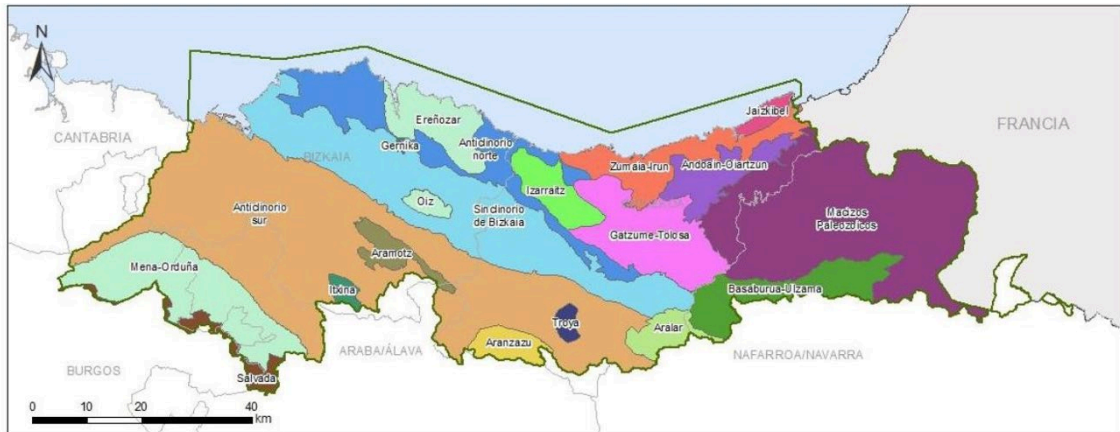 N
CANTABRIA
BIZKAIA
FRANCIA
Jaizkibel
Ereñozar
Anticlinorio
norte
Gernika
Zumaia-Irun
Andoain-Oiartzun
Izarraitz
Oiz
Sinclinorio
de Bizkaia
Anticlinorio
sur
Gatzume-Tolosa
Macizos
Paleozoicos
Aramotz
Mena-Orduña
Itxina
Basaburua-Ulzama
Troya
Aralar
Aranzazu
ARABA/ÁLAVA
NAFARROA/NAVARRA
BURGOS
Salvada
0 10 20 40
km